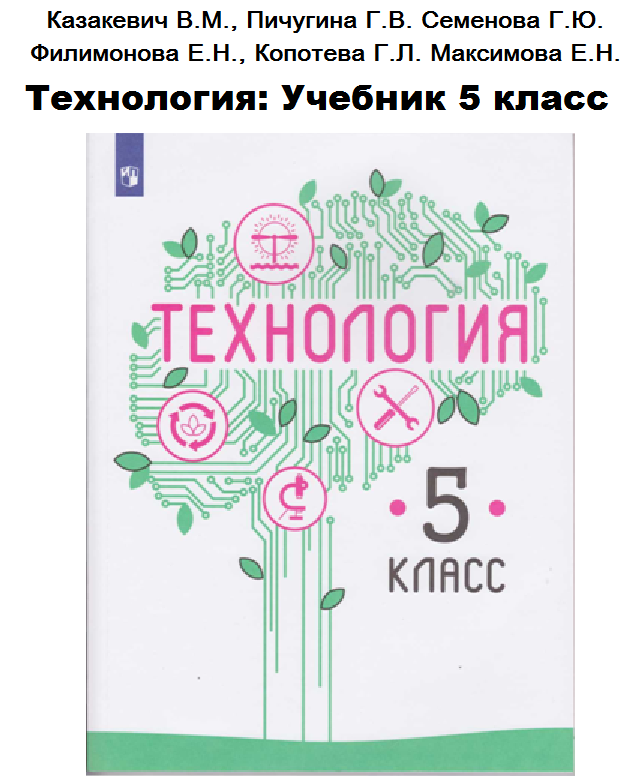 Казакевич В.М., Пичугина Г.В. Семенова Г.Ю.
Филимонова Е.Н., Копотева Г.Л. Максимова Е.Н.
Технология: Учебник 5 класс
ТЕХНОЛОГИЯ
• 5 •
КЛАСС